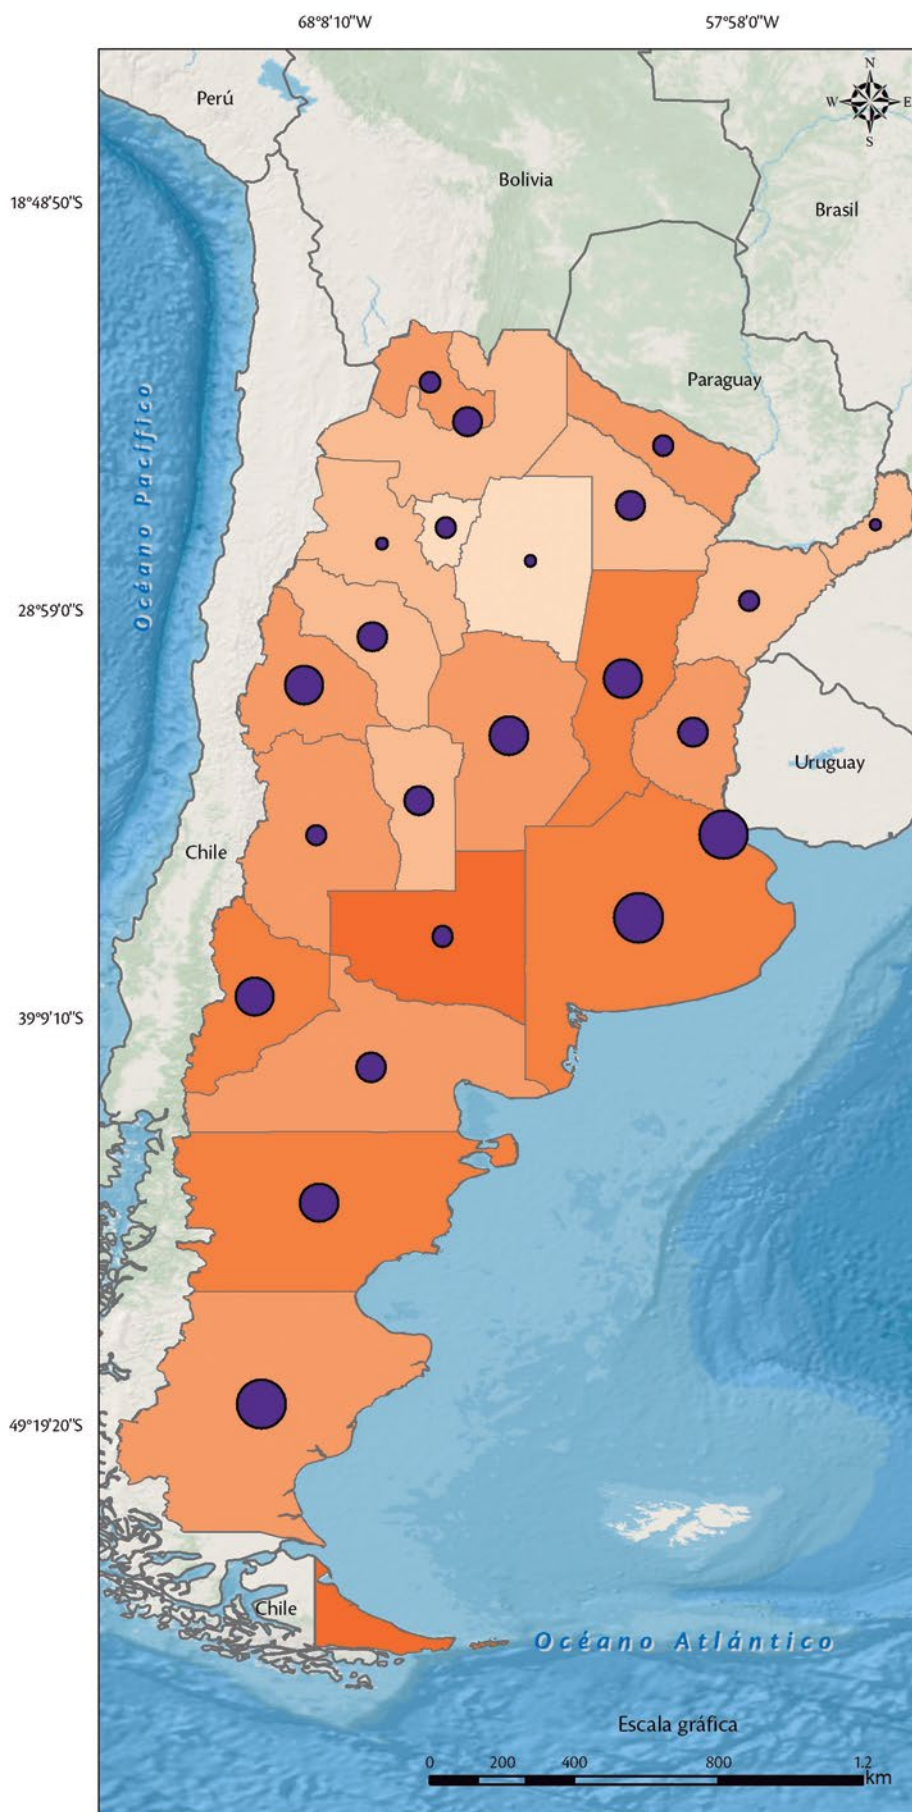 68°8'10"W
57°58'0"W
N
W
E
S
Perú
Bolivia
Brasil
18°48'50"S
Paraguay
Océano Pacífico
28°59'0"S
Uruguay
Chile
39°9'10"S
49°19'20"S
Chile
Océano Atlántico
Escala gráfica
0 200 400 800 1.2
km